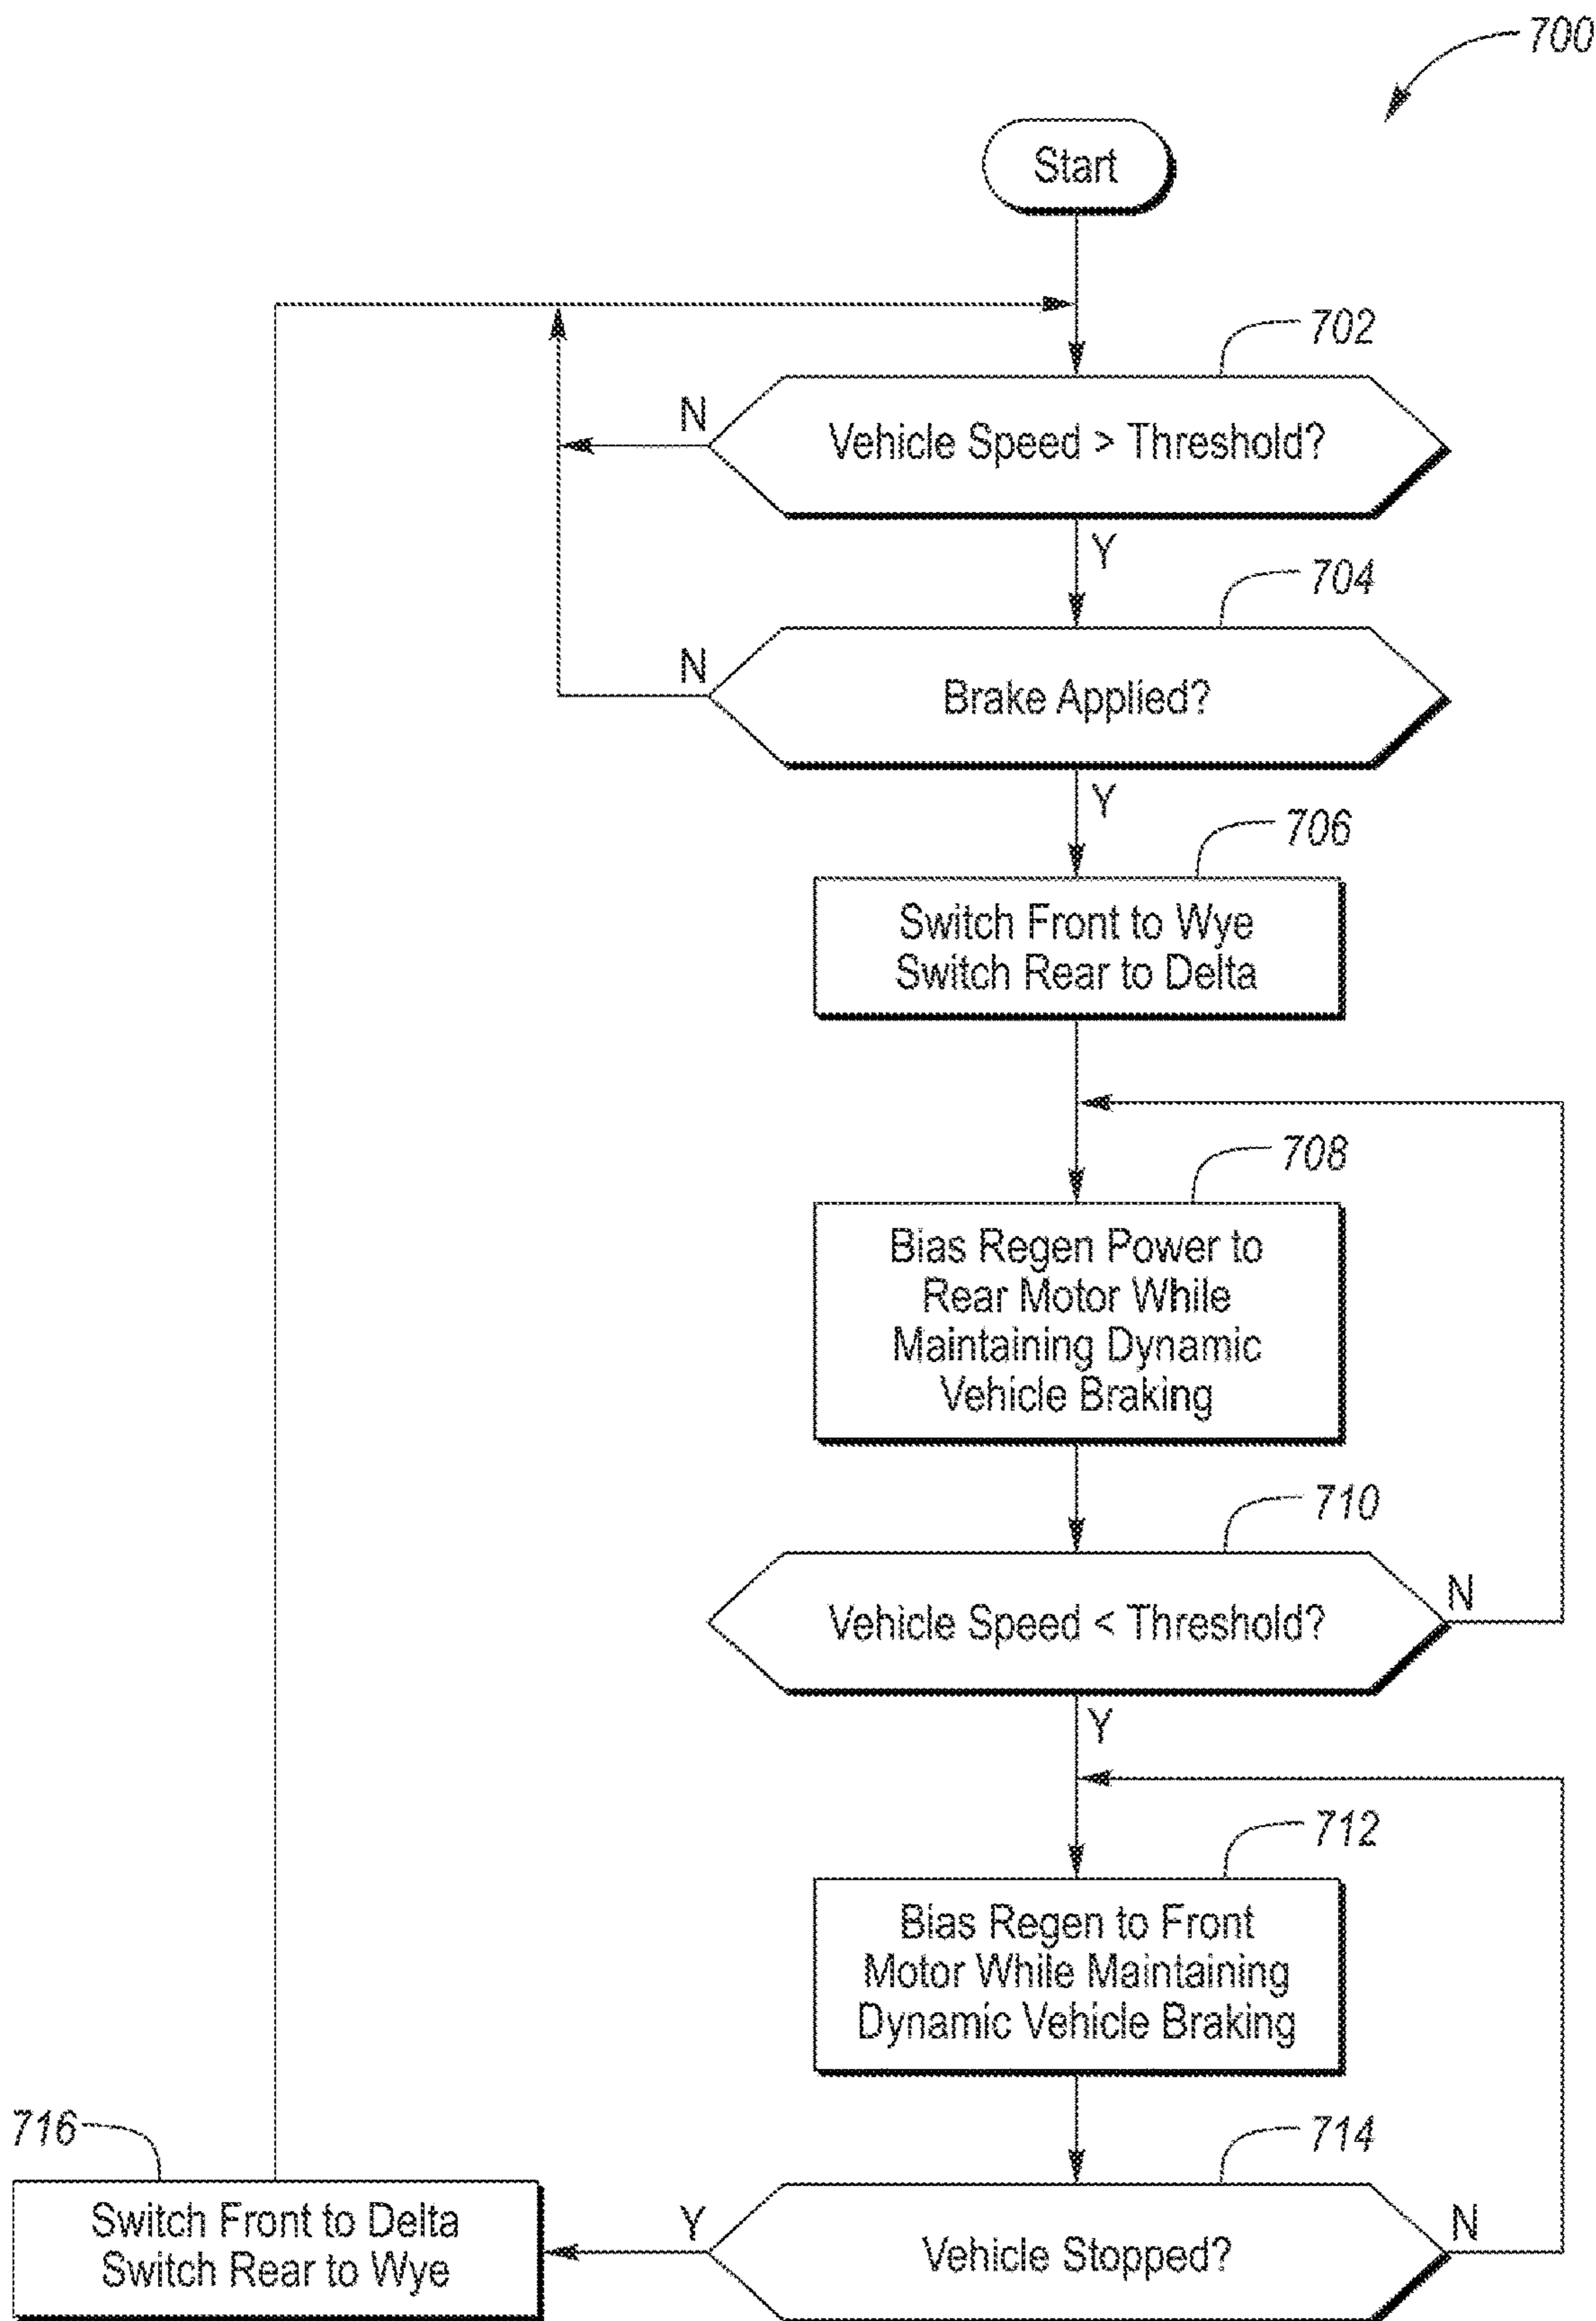 700
Start
702
N
Vehicle Speed > Threshold?
Y
704
N
Brake Applied?
Y
706
Switch Front to Wye
Switch Rear to Delta
708
Bias Regen Power to
Rear Motor While
Maintaining Dynamic
Vehicle Braking
710
Vehicle Speed < Threshold?
N
Y
712
Bias Regen to Front
Motor While Maintaining
Dynamic Vehicle Braking
714
Vehicle Stopped?
N
Y
716
Switch Front to Delta
Switch Rear to Wye